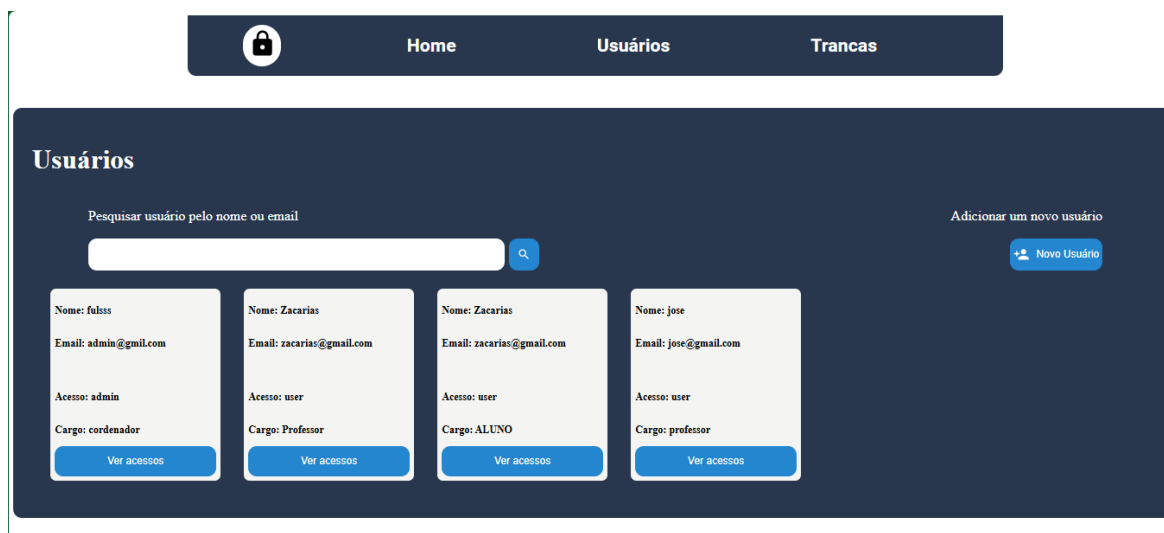 Home Usuários Trancas
Usuários
Pesquisar usuário pelo nome ou email
Adicionar um novo usuário
Novo Usuário
Nome: fulsss
Email: admin@gmil.com
Acesso: admin
Cargo: cordenador
Ver acessos
Nome: Zacarias
Email: zacarias@gmail.com
Acesso: user
Cargo: Professor
Ver acessos
Nome: Zacarias
Email: zacarias@gmail.com
Acesso: user
Cargo: ALUNO
Ver acessos
Nome: jose
Email: jose@gmail.com
Acesso: user
Cargo: professor
Ver acessos